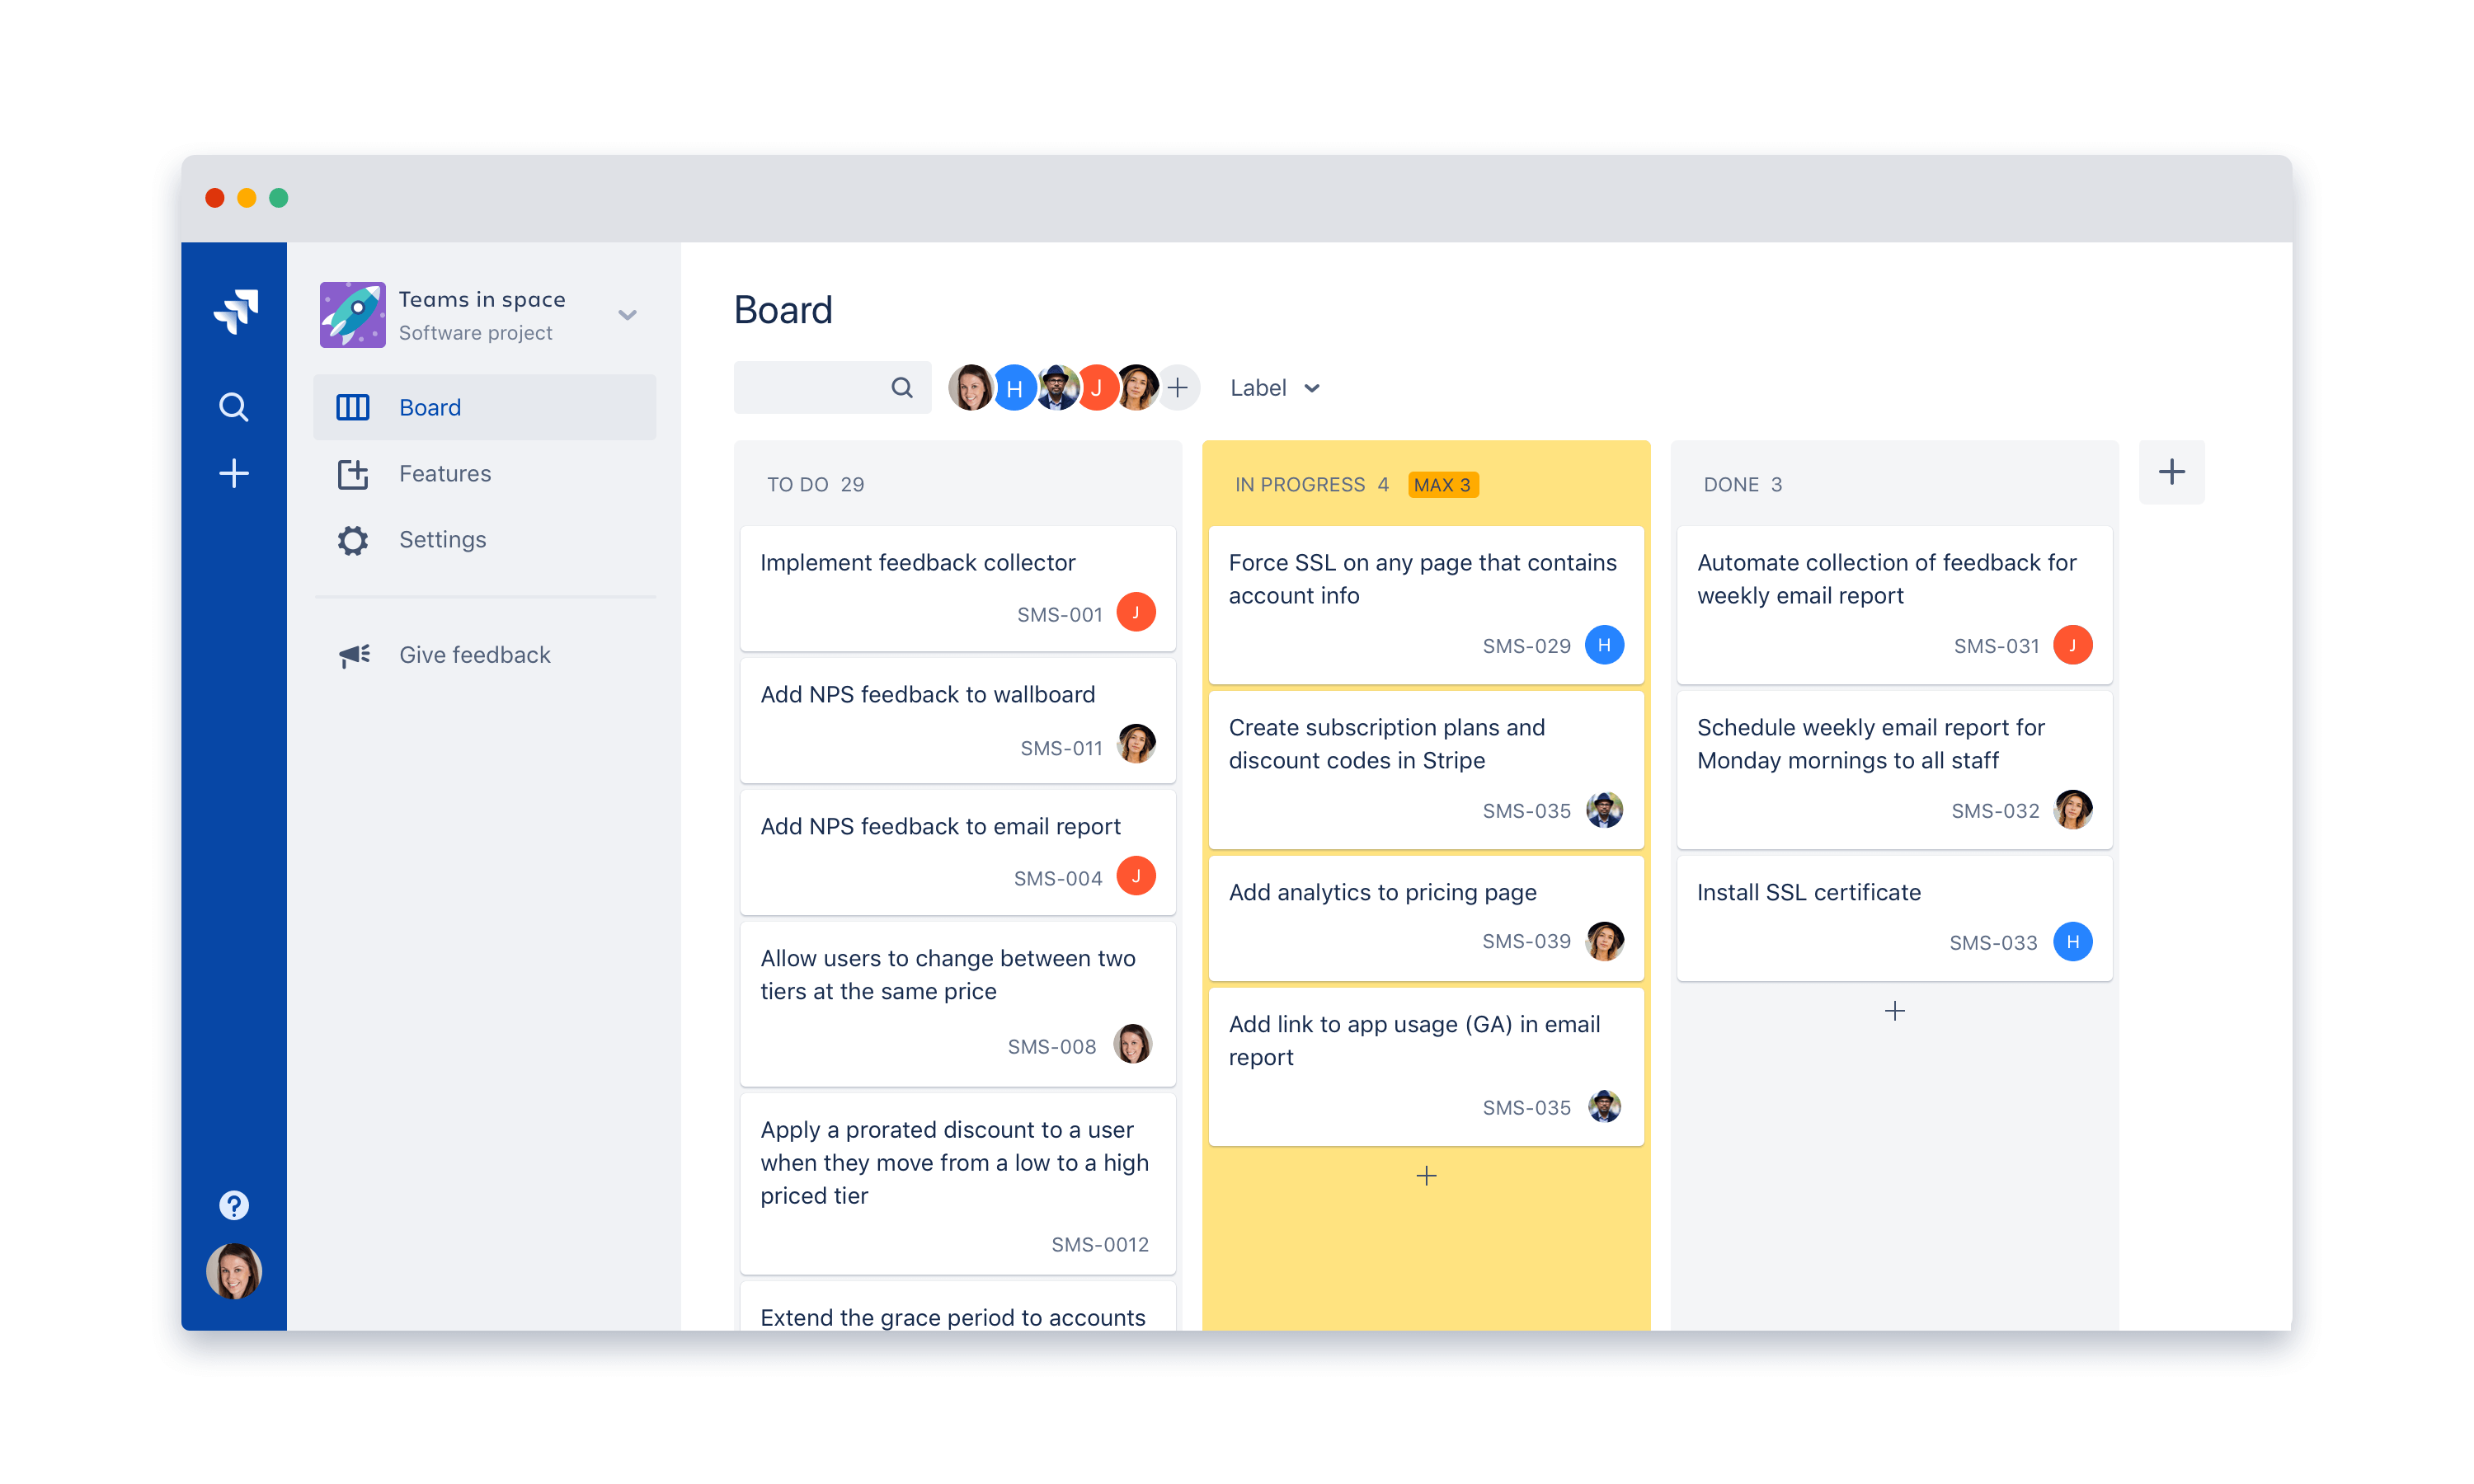 Teams in space
Software project
Board
Features
Settings
Give feedback
?
Board
H
J
Label
TO DO 29
Implement feedback collector
SMS-001 J
Add NPS feedback to wallboard
SMS-011
Add NPS feedback to email report
SMS-004 J
Allow users to change between two
tiers at the same price
SMS-008
Apply a prorated discount to a user
when they move from a low to a high
priced tier
SMS-0012
Extend the grace period to accounts
IN PROGRESS 4 MAX 3
Force SSL on any page that contains
account info
SMS-029 H
Create subscription plans and
discount codes in Stripe
SMS-035
Add analytics to pricing page
SMS-039
Add link to app usage (GA) in email
report
SMS-035
DONE 3
Automate collection of feedback for
weekly email report
SMS-031 J
Schedule weekly email report for
Monday mornings to all staff
SMS-032
Install SSL certificate
SMS-033 H